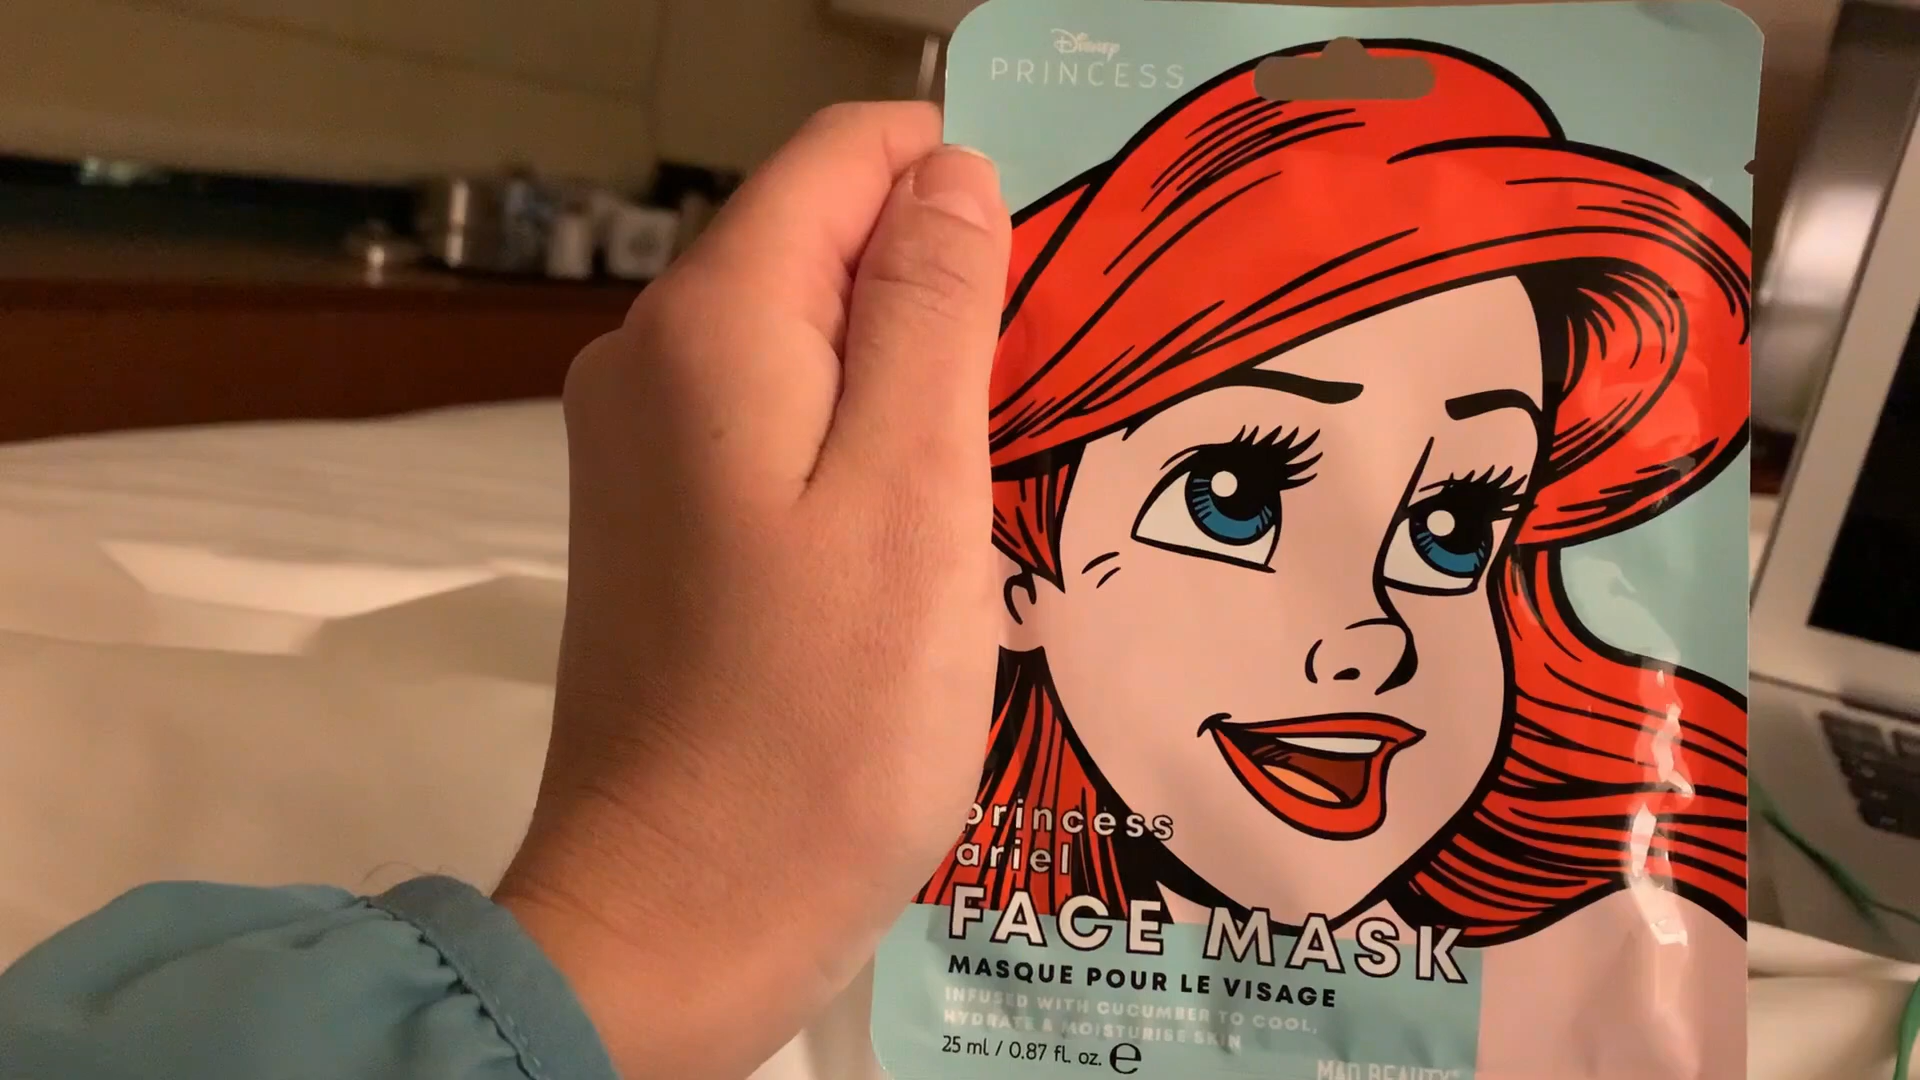 Disney
PRINCESS
princess
ariel
FACE MASK
MASQUE POUR LE VISAGE
INFUSED WITH CUCUMBER TO COOL,
HYDRATE & MOISTURISE SKIN
25 ml / 0.87 fl. oz. e
MAD BEAUTY